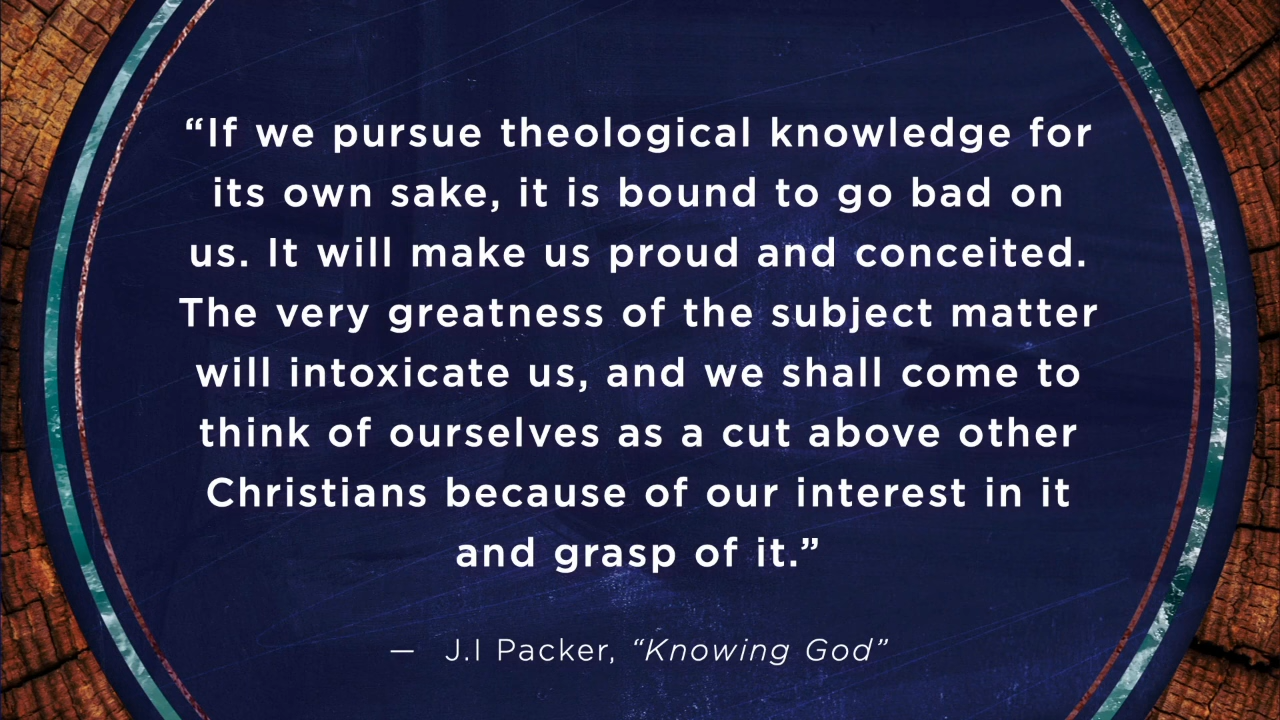 “If we pursue theological knowledge for
its own sake, it is bound to go bad on
us. It will make us proud and conceited.
The very greatness of the subject matter
will intoxicate us, and we shall come to
think of ourselves as a cut above other
Christians because of our interest in it
and grasp of it.”
— J.I Packer, “Knowing God”